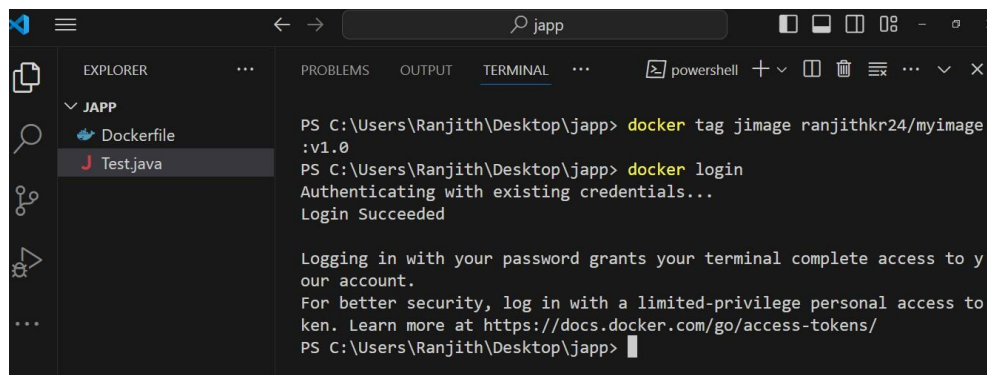 japp
EXPLORER
PROBLEMS OUTPUT TERMINAL ··· powershell
JAPP
Dockerfile
J Test.java
PS C:\Users\Ranjith\Desktop\japp> docker tag jimage ranjithkr24/myimage
:v1.0
PS C:\Users\Ranjith\Desktop\japp> docker login
Authenticating with existing credentials...
Login Succeeded
Logging in with your password grants your terminal complete access to y
our account.
For better security, log in with a limited-privilege personal access to
ken. Learn more at https://docs.docker.com/go/access-tokens/
PS C:\Users\Ranjith\Desktop\japp>